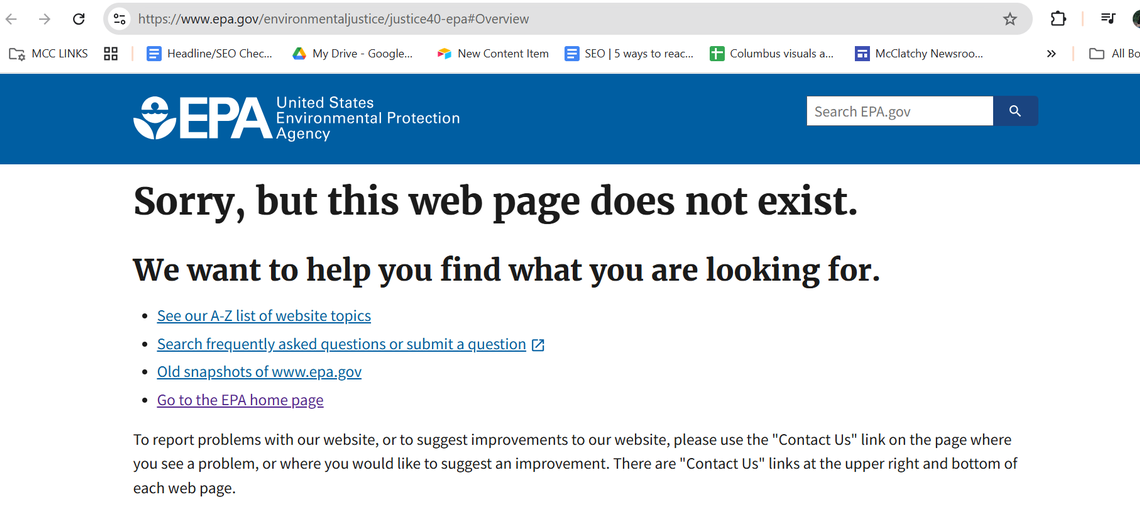 https://www.epa.gov/environmentaljustice/justice40-epa#Overview
MCC LINKS
Headline/SEO Chec...
My Drive - Google...
New Content Item
SEO | 5 ways to reac...
Columbus visuals a...
McClatchy Newsroo...
»
All Bo
EPA
United States
Environmental Protection
Agency
Search EPA.gov
Sorry, but this web page does not exist.
We want to help you find what you are looking for.
• See our A-Z list of website topics
• Search frequently asked questions or submit a question
• Old snapshots of www.epa.gov
• Go to the EPA home page
To report problems with our website, or to suggest improvements to our website, please use the "Contact Us" link on the page where
you see a problem, or where you would like to suggest an improvement. There are "Contact Us" links at the upper right and bottom of
each web page.